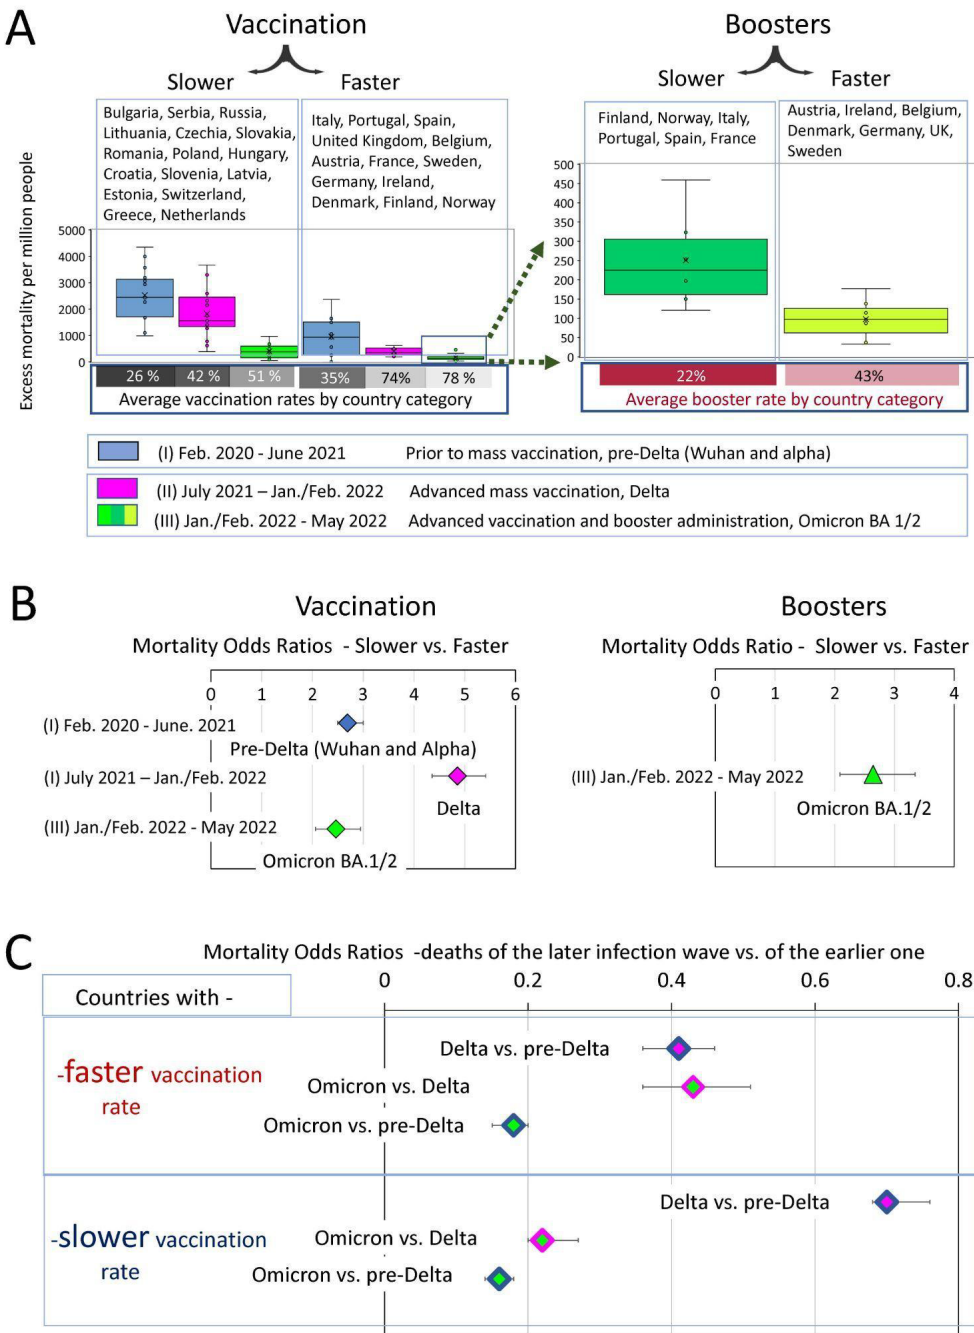 A
Vaccination
Boosters
Slower
Faster
Slower
Faster
Bulgaria, Serbia, Russia,
Lithuania, Czechia, Slovakia,
Romania, Poland, Hungary,
Croatia, Slovenia, Latvia,
Estonia, Switzerland,
Greece, Netherlands
Italy, Portugal, Spain,
United Kingdom, Belgium,
Austria, France, Sweden,
Germany, Ireland,
Denmark, Finland, Norway
Finland, Norway, Italy,
Portugal, Spain, France
Austria, Ireland, Belgium,
Denmark, Germany, UK,
Sweden
Excess mortality per million people
5000
4000
3000
2000
1000
0
500
450
400
350
300
250
200
150
100
50
0
26 % 42 % 51 % 35% 74% 78 %
Average vaccination rates by country category
22% 43%
Average booster rate by country category
(I) Feb. 2020 - June 2021 Prior to mass vaccination, pre-Delta (Wuhan and alpha)
(II) July 2021 – Jan./Feb. 2022 Advanced mass vaccination, Delta
(III) Jan./Feb. 2022 - May 2022 Advanced vaccination and booster administration, Omicron BA 1/2
B
Vaccination
Boosters
Mortality Odds Ratios - Slower vs. Faster
0 1 2 3 4 5 6
(I) Feb. 2020 - June. 2021
Pre-Delta (Wuhan and Alpha)
(I) July 2021 – Jan./Feb. 2022
Delta
(III) Jan./Feb. 2022 - May 2022
Omicron BA.1/2
Mortality Odds Ratio - Slower vs. Faster
0 1 2 3 4
(III) Jan./Feb. 2022 - May 2022
Omicron BA.1/2
C
Mortality Odds Ratios -deaths of the later infection wave vs. of the earlier one
0 0.2 0.4 0.6 0.8
Countries with -
-faster vaccination
rate
Delta vs. pre-Delta
Omicron vs. Delta
Omicron vs. pre-Delta
-slower vaccination
rate
Delta vs. pre-Delta
Omicron vs. Delta
Omicron vs. pre-Delta